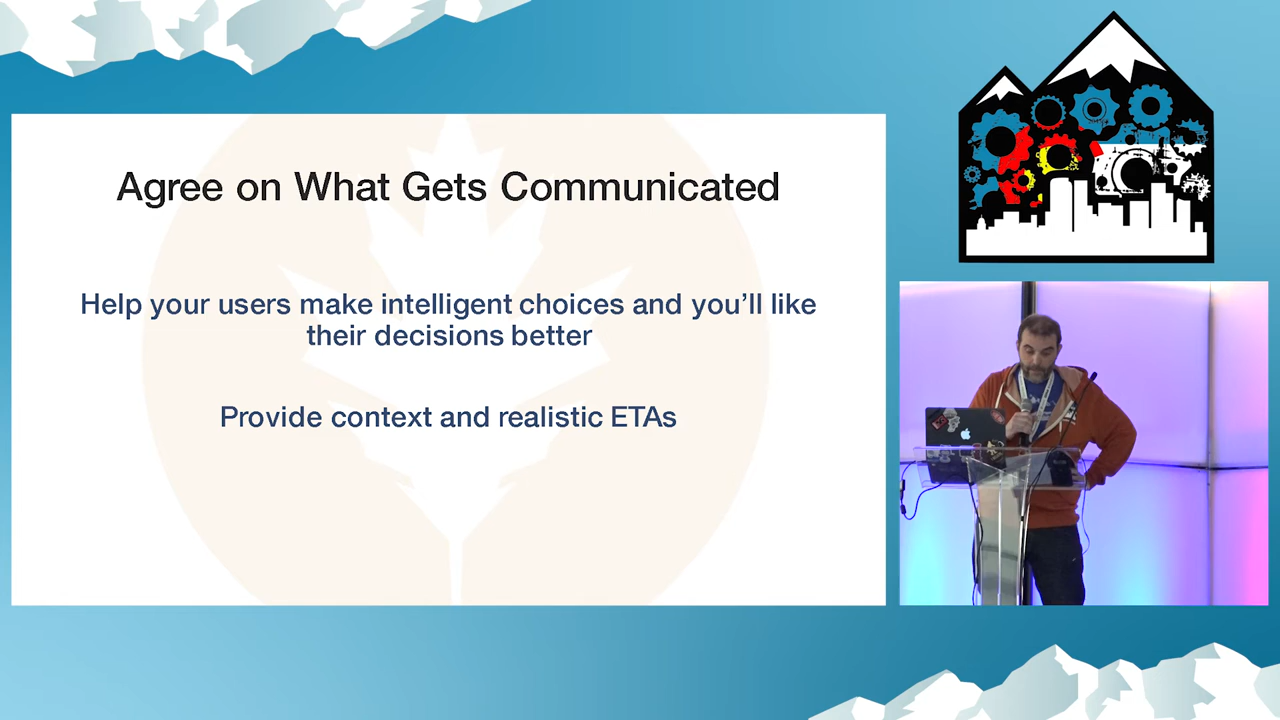 Agree on What Gets Communicated
Help your users make intelligent choices and you'll like
their decisions better
Provide context and realistic ETAs